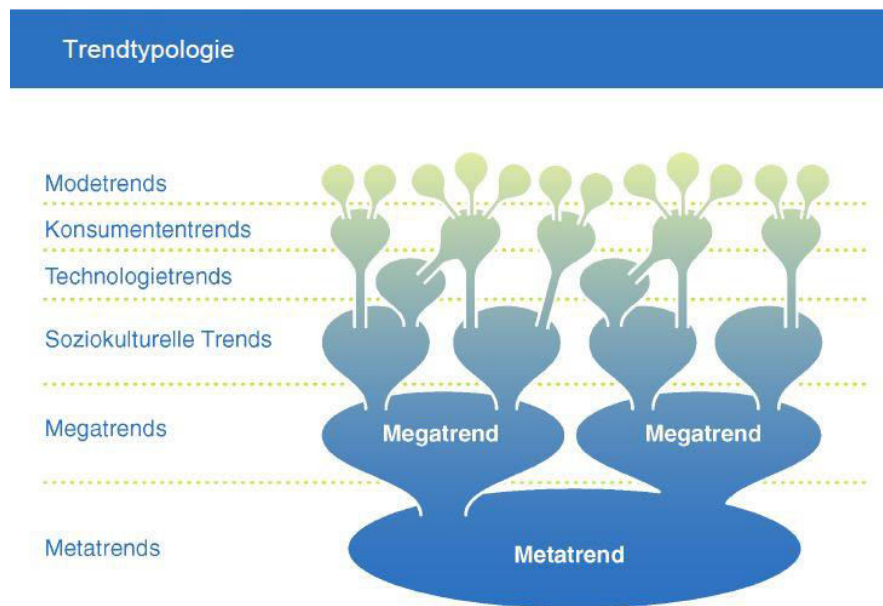 Trendtypologie
Modetrends
Konsumententrends
Technologietrends
Soziokulturelle Trends
Megatrends
Megatrend
Megatrend
Metatrends
Metatrend